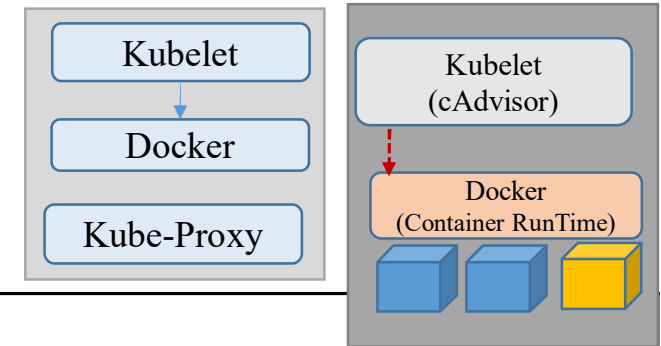 Kubelet
Docker
Kube-Proxy
Kubelet
(cAdvisor)
Docker
(Container RunTime)